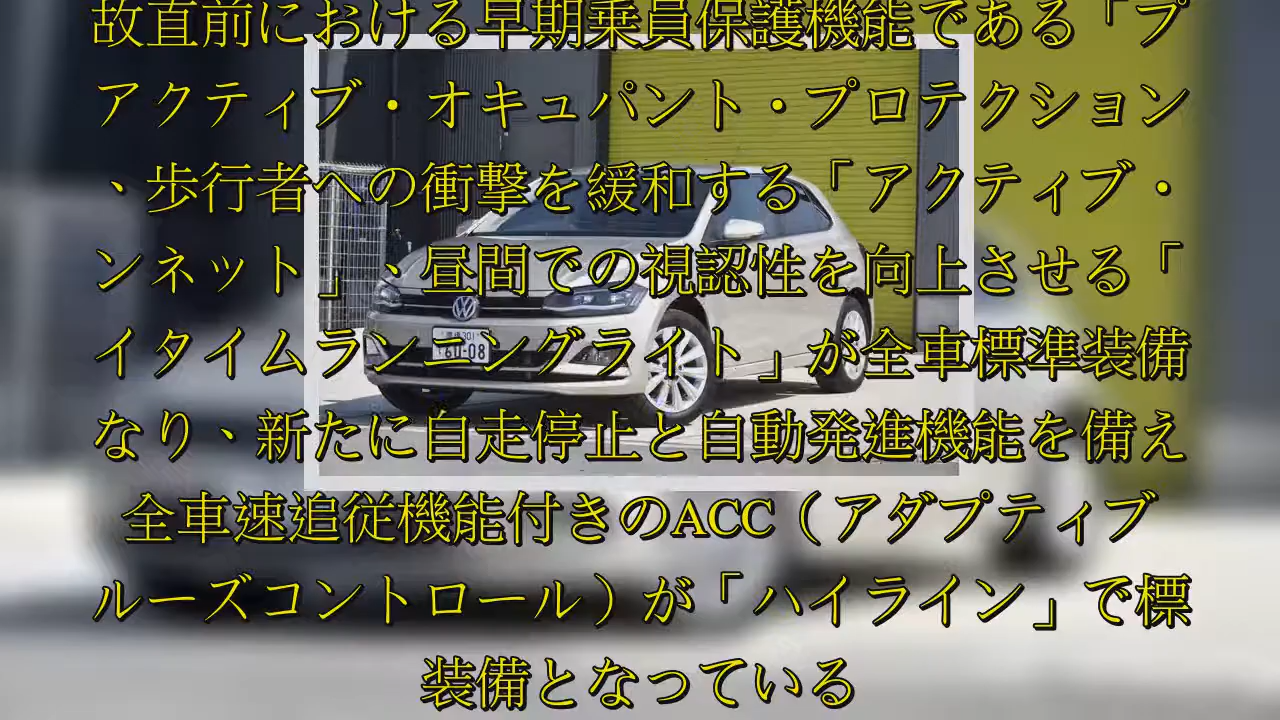 故直前における早期乗員保護機能である「プ
アクティブ・オキュパント・プロテクション
、歩行者への衝撃を緩和する「アクティブ・
ンネット」、昼間での視認性を向上させる「
イタイムランニングライト」が全車標準装備
なり、新たに自走停止と自動発進機能を備え
全車速追従機能付きのACC（アダプティブ
ルーズコントロール）が「ハイライン」で標
装備となっている
60-08